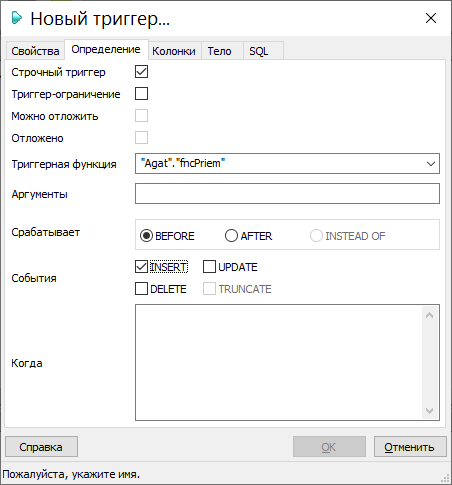 Новый триггер...
Свойства Определение Колонки Тело SQL
Строчный триггер
Триггер-ограничение
Можно отложить
Отложено
Триггерная функция "Agat"."fncPriem"
Аргументы
Срабатывает BEFORE AFTER INSTEAD OF
События INSERT UPDATE
DELETE TRUNCATE
Когда
Справка OK Отменить
Пожалуйста, укажите имя.